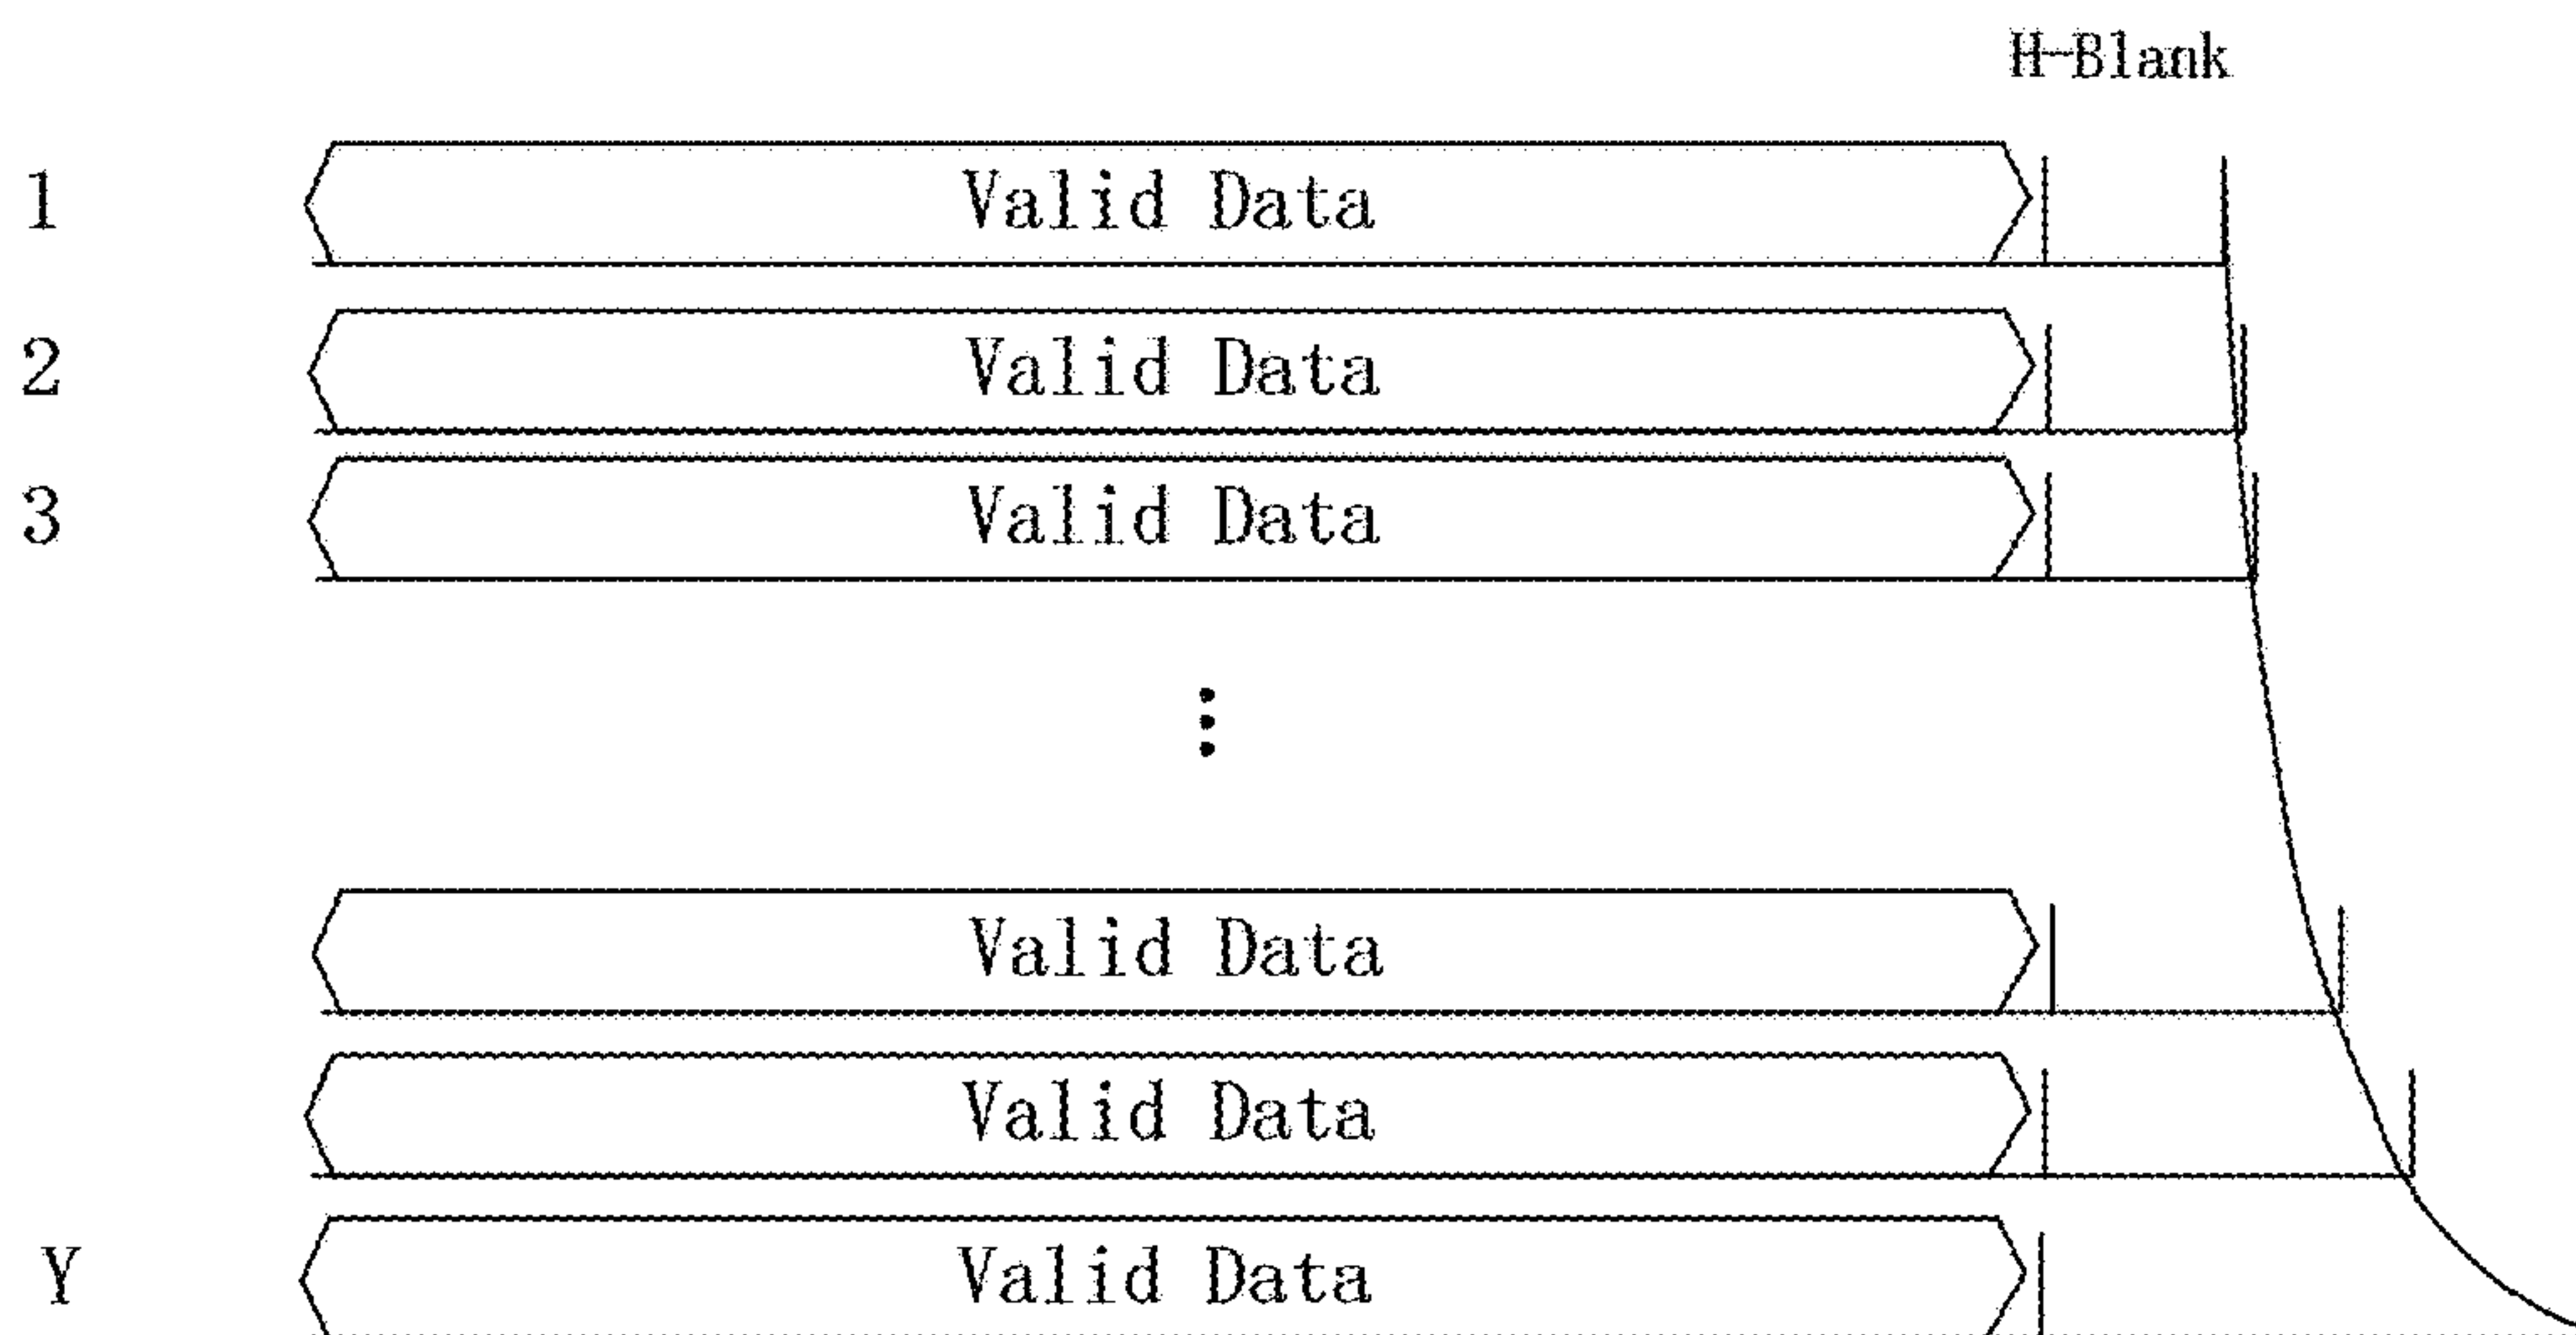 H-Blank
1 Valid Data
2 Valid Data
3 Valid Data
Valid Data
Valid Data
Y Valid Data